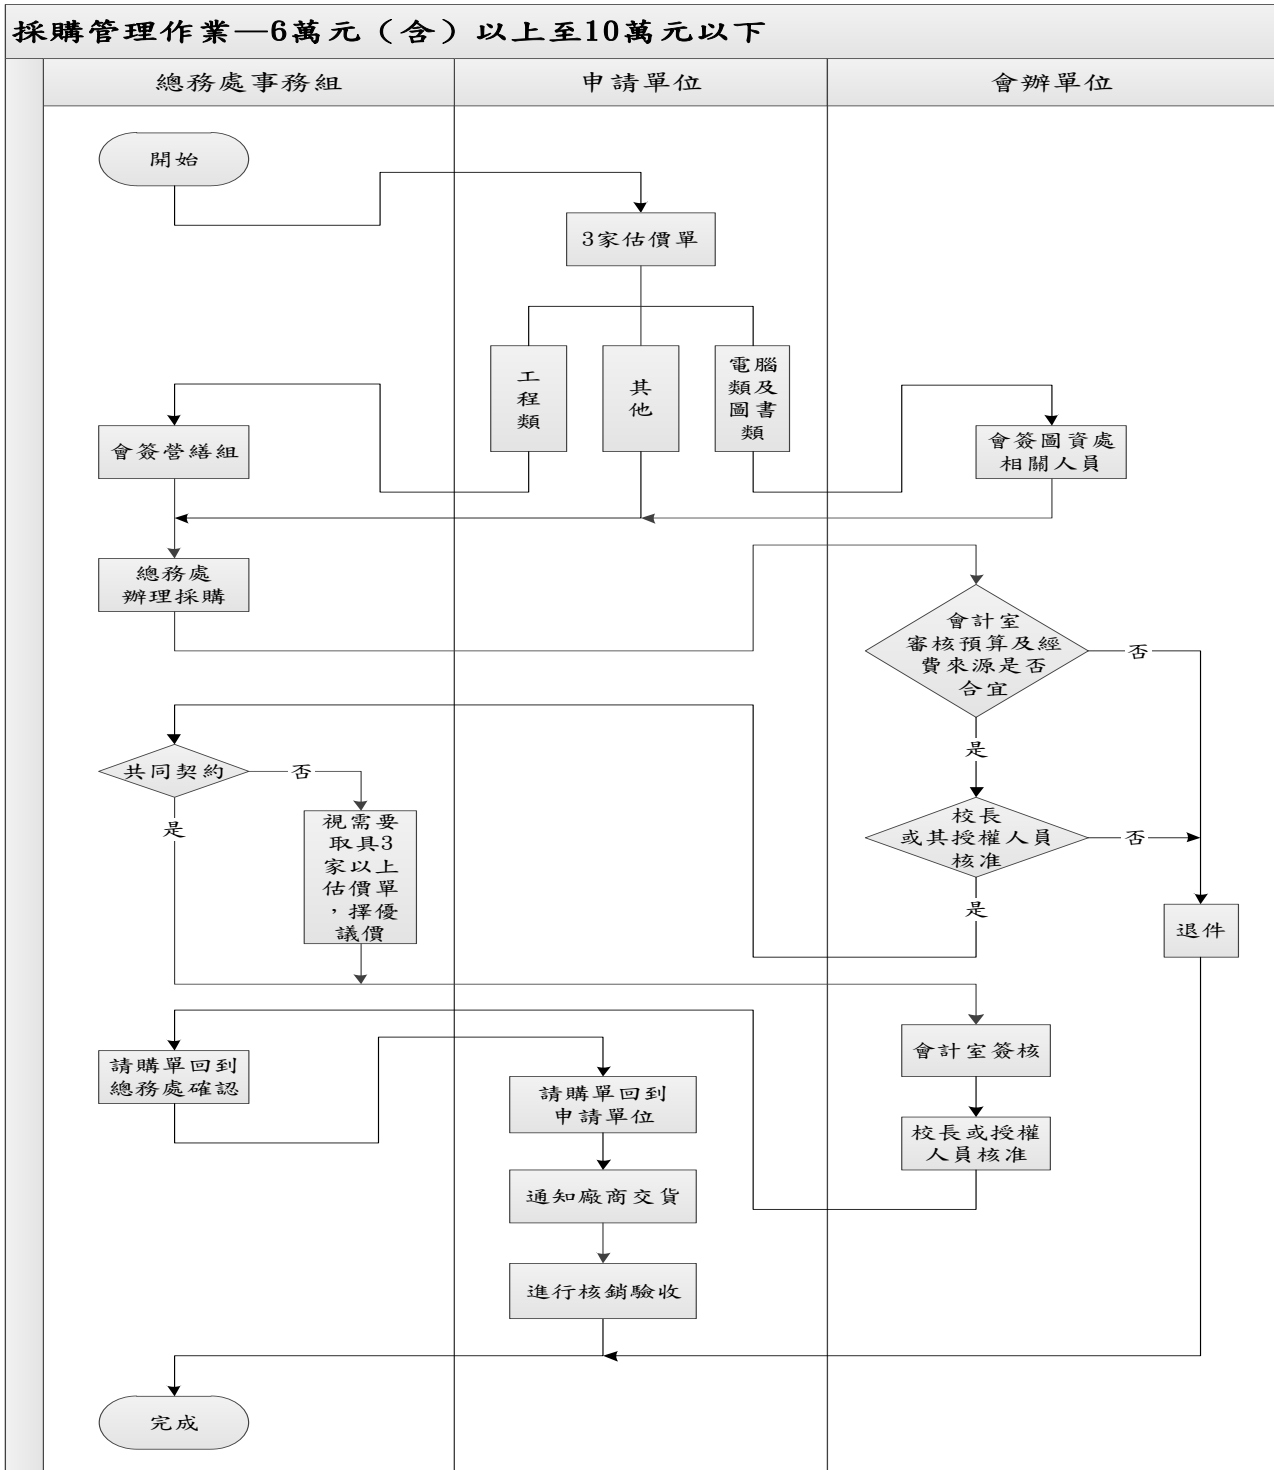 採購管理作業—6萬元（含）以上至10萬元以下
總務處事務組
申請單位
會辦單位
開始
3家估價單
工
程
類
其
他
電腦
類及
圖書
類
會簽營繕組
會簽圖資處
相關人員
總務處
辦理採購
會計室
審核預算及經
費來源是否
合宜
否
是
共同契約
否
是
視需要
取具3
家以上
估價單
，擇優
議價
校長
或其授權人員
核准
否
是
退件
會計室簽核
請購單回到
總務處確認
請購單回到
申請單位
校長或授權
人員核准
通知廠商交貨
進行核銷驗收
完成